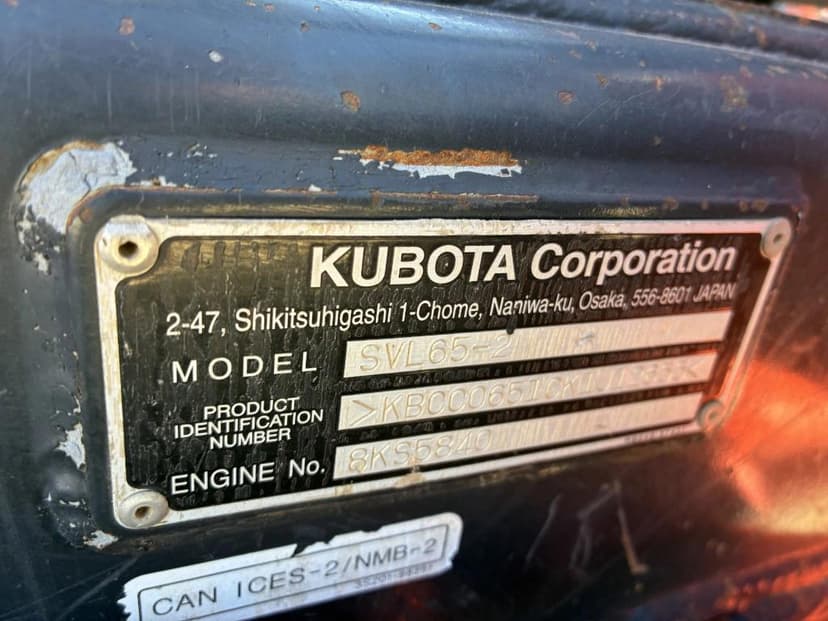 KUBOTA Corporation
2-47, Shikitsuhigashi 1-Chome, Naniwa-ku, Osaka, 556-8601 JAPAN
MODEL SVL65-2
PRODUCT IDENTIFICATION NUMBER
ENGINE No. 8KS5840
CAN ICES-2/NMB-2